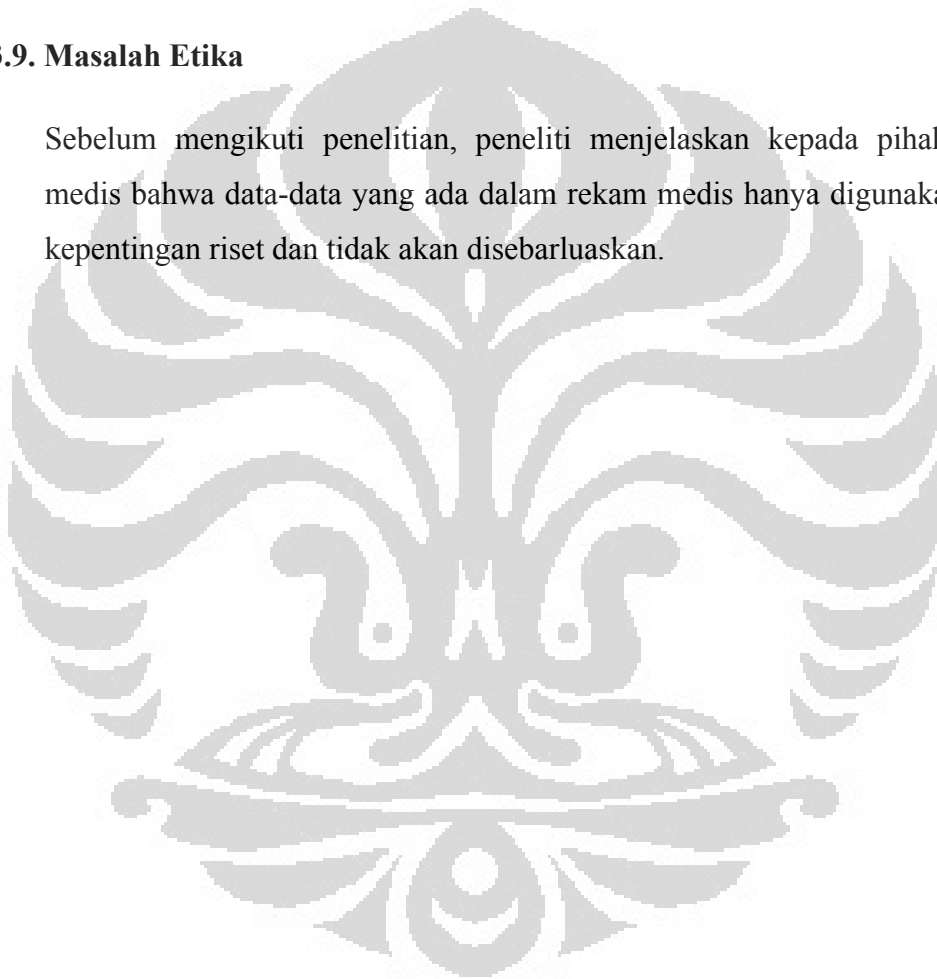 3.9. Masalah Etika
Sebelum mengikuti penelitian, peneliti menjelaskan kepada pihak
medis bahwa data-data yang ada dalam rekam medis hanya digunaka
kepentingan riset dan tidak akan disebarluaskan.